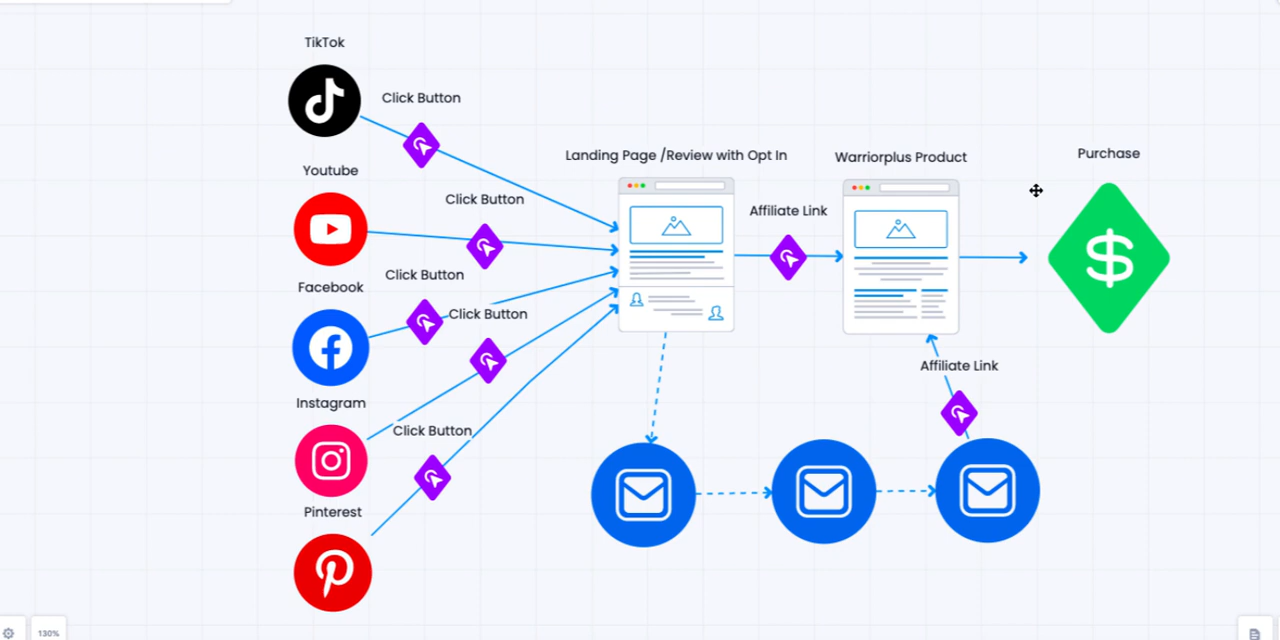 TikTok
Click Button
Landing Page /Review with Opt In
Warriorplus Product
Purchase
Youtube
Click Button
Affiliate Link
Click Button
Facebook
Click Button
Affiliate Link
Instagram
Click Button
Pinterest
130%